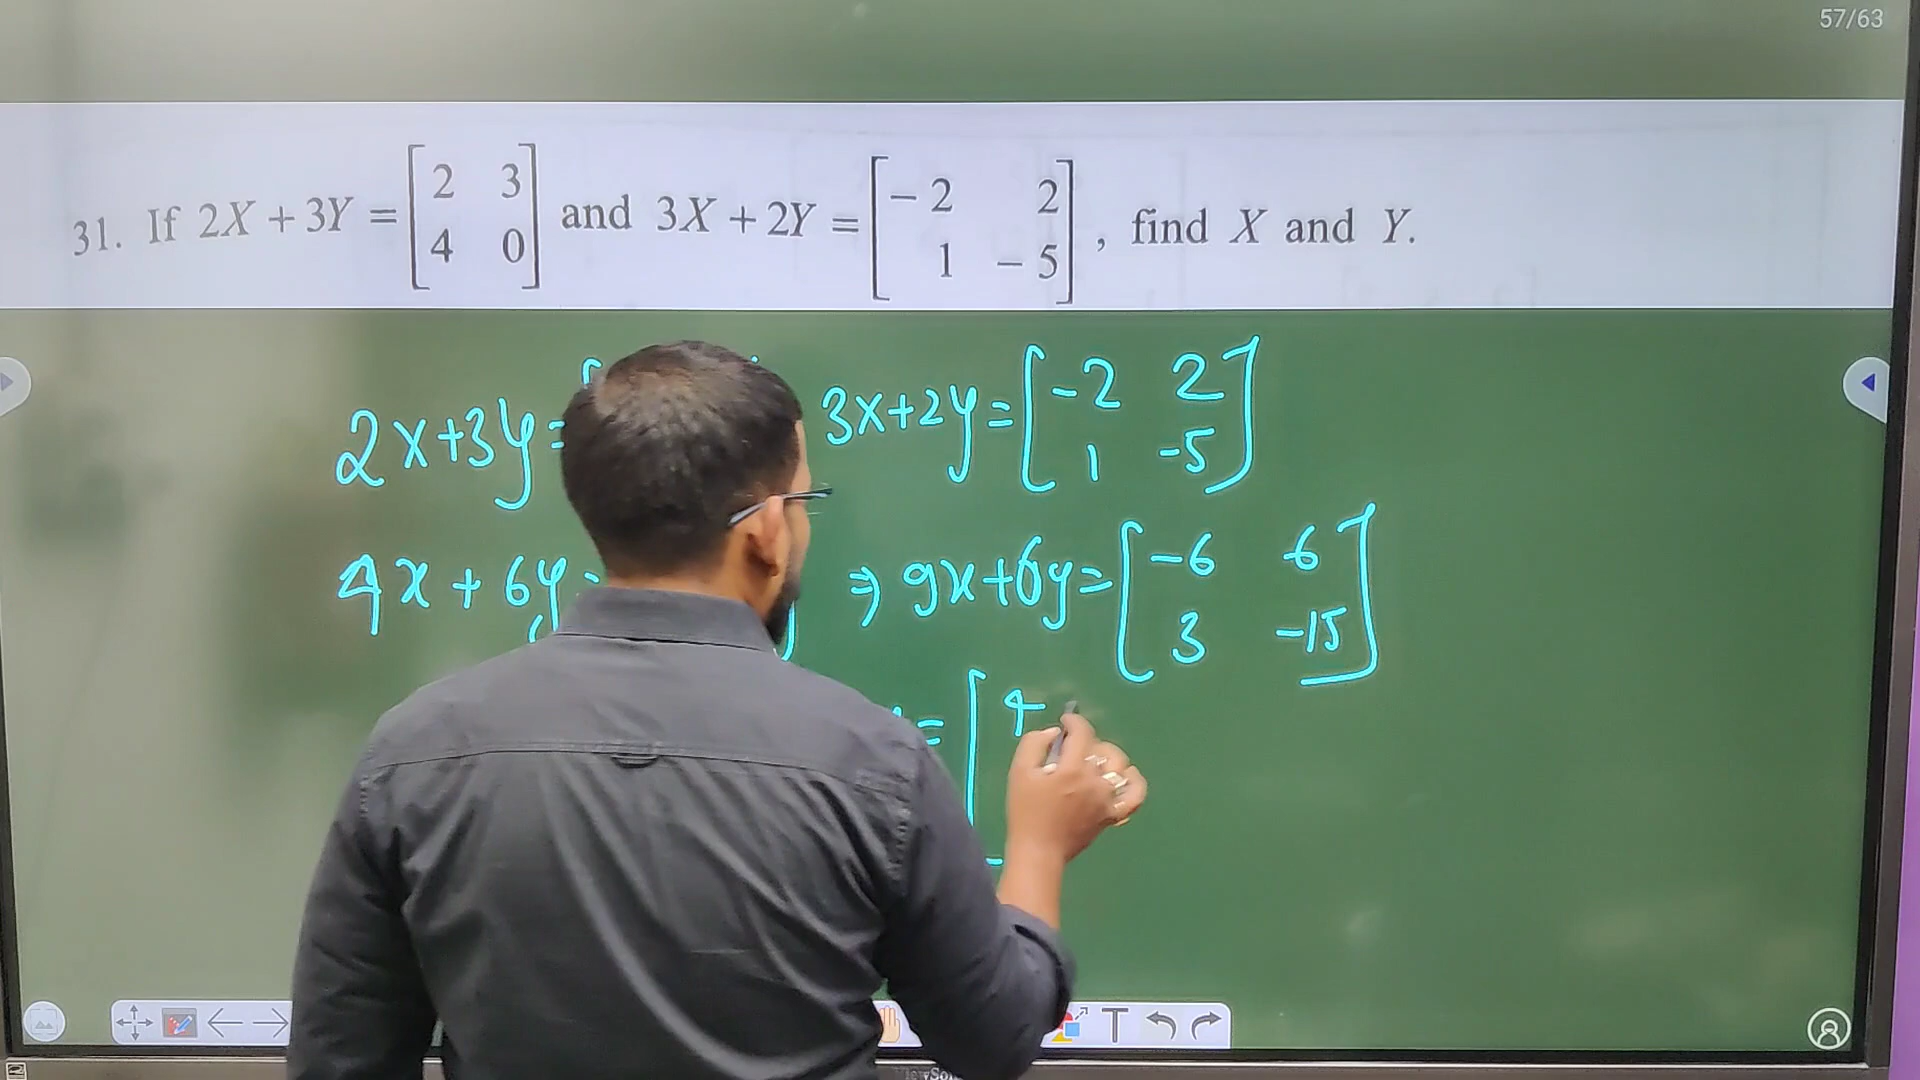 57/63
31. If 2X + 3Y = [2 3; 4 0] and 3X + 2Y = [-2 2; 1 -5], find X and Y.
2x+3y= 3x+2y=[-2 2; 1 -5]
4x+6y= ⇒ 9x+6y=[-6 6; 3 -15]
=[4
T